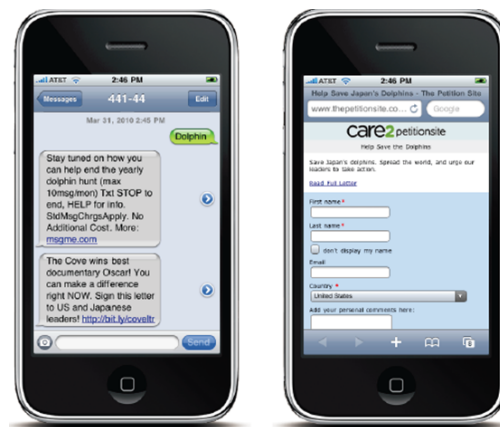 AT&T 2:46 PM
Messages 441-44 Edit
Mar 31, 2010 2:45 PM
Dolphin
Stay tuned on how you
can help end the yearly
dolphin hunt (max
10msg/mon) Txt STOP to
end, HELP for info.
StdMsgChrgsApply. No
Additional Cost. More:
msgme.com
The Cove wins best
documentary Oscar! You
can make a difference
right NOW. Sign this letter
to US and Japanese
leaders! http://bit.ly/coveltr
Send
AT&T 2:46 PM
Help Save Japan's Dolphins - The Petition Site
www.thepetitionsite.co... Google
care2 petitionsite
Help Save the Dolphins
Save Japan's dolphins. Spread the world, and urge our
leaders to take action.
Read Full Letter
First name*
Last name*
don't display my name
Email
Country *
United States
Add your personal comments here: